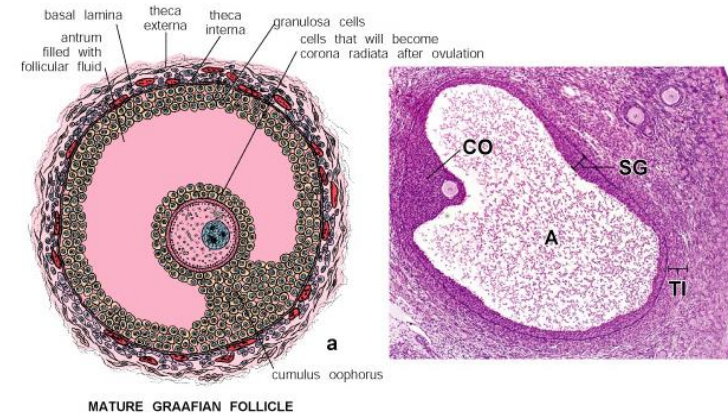 basal lamina
theca
externa
theca
interna
granulosa cells
cells that will become
corona radiata after ovulation
antrum
filled with
follicular fluid
CO
SG
A
TI
a
cumulus oophorus
MATURE GRAAFIAN FOLLICLE